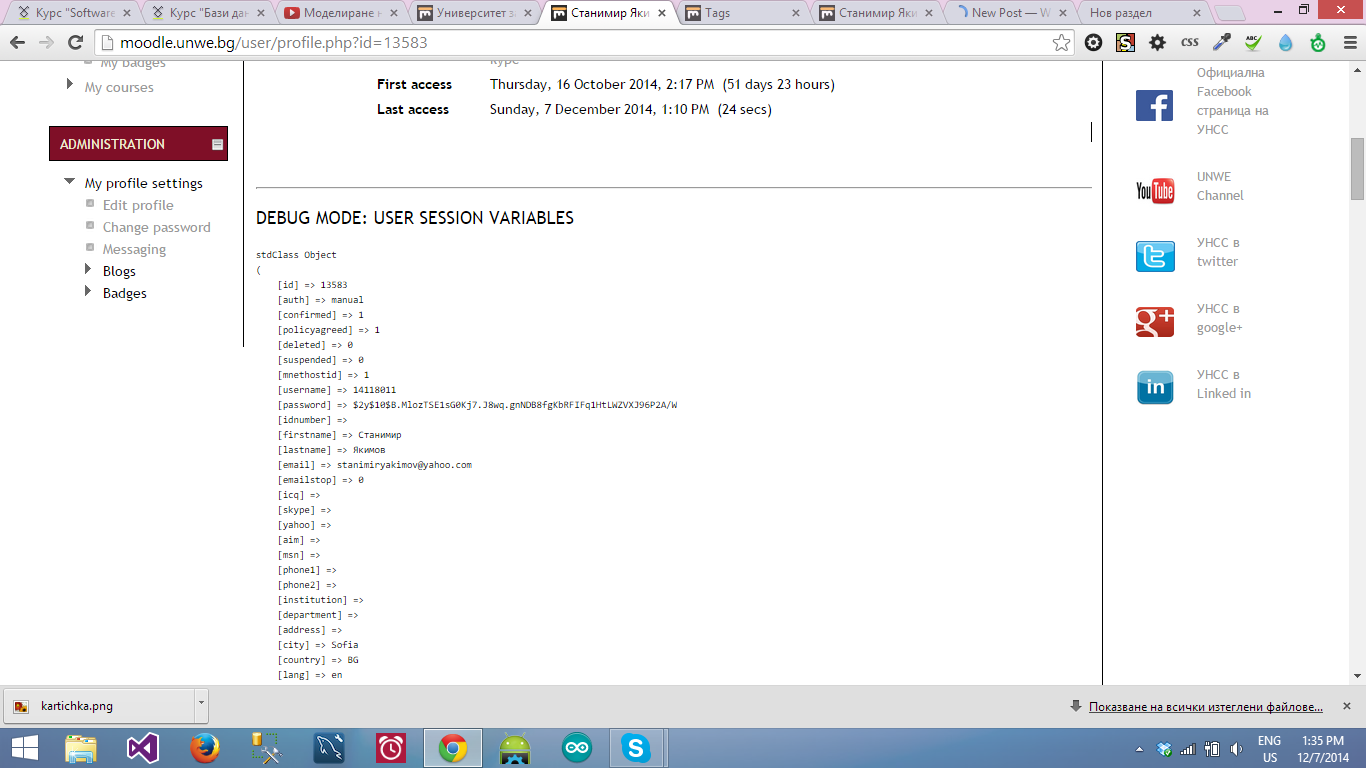 Курс "Software
Курс "Бази дан
Моделиране н
Университет за
Станимир Яки
Tags
Станимир Яки
New Post — W
Нов раздел
moodle.unwe.bg/user/profile.php?id=13583
ABC
CSS
My badges
My courses
ADMINISTRATION
My profile settings
Edit profile
Change password
Messaging
Blogs
Badges
курс
First access Thursday, 16 October 2014, 2:17 PM (51 days 23 hours)
Last access Sunday, 7 December 2014, 1:10 PM (24 secs)
DEBUG MODE: USER SESSION VARIABLES
stdClass Object
(
[id] => 13583
[auth] => manual
[confirmed] => 1
[policyagreed] => 1
[deleted] => 0
[suspended] => 0
[mnethostid] => 1
[username] => 14118011
[password] => $2y$10$B.MlozTSE1sG0Kj7.J8wq.gnNDB8fgKbRFIFq1HtLWZVXJ96P2A/W
[idnumber] =>
[firstname] => Станимир
[lastname] => Якимов
[email] => stanimiryakimov@yahoo.com
[emailstop] => 0
[icq] =>
[skype] =>
[yahoo] =>
[aim] =>
[msn] =>
[phone1] =>
[phone2] =>
[institution] =>
[department] =>
[address] =>
[city] => Sofia
[country] => BG
[lang] => en
Официална
Facebook
страница на
УНСС
You Tube
UNWE
Channel
УНСС в
twitter
УНСС в
google+
УНСС в
Linked in
kartichka.png
Показване на всички изтеглени файлове...
ENG
US
1:35 PM
12/7/2014